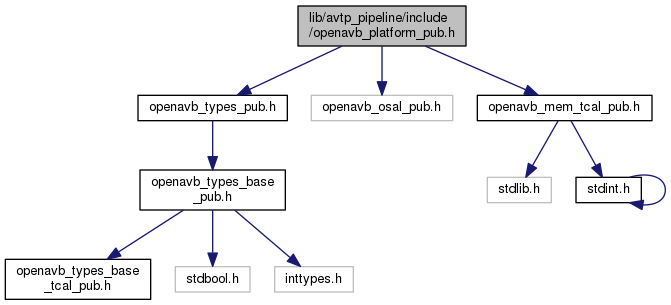 lib/avtp_pipeline/include
/openavb_platform_pub.h
openavb_types_pub.h
openavb_osal_pub.h
openavb_mem_tcal_pub.h
openavb_types_base
_pub.h
stdlib.h
stdint.h
openavb_types_base
_tcal_pub.h
stdbool.h
inttypes.h